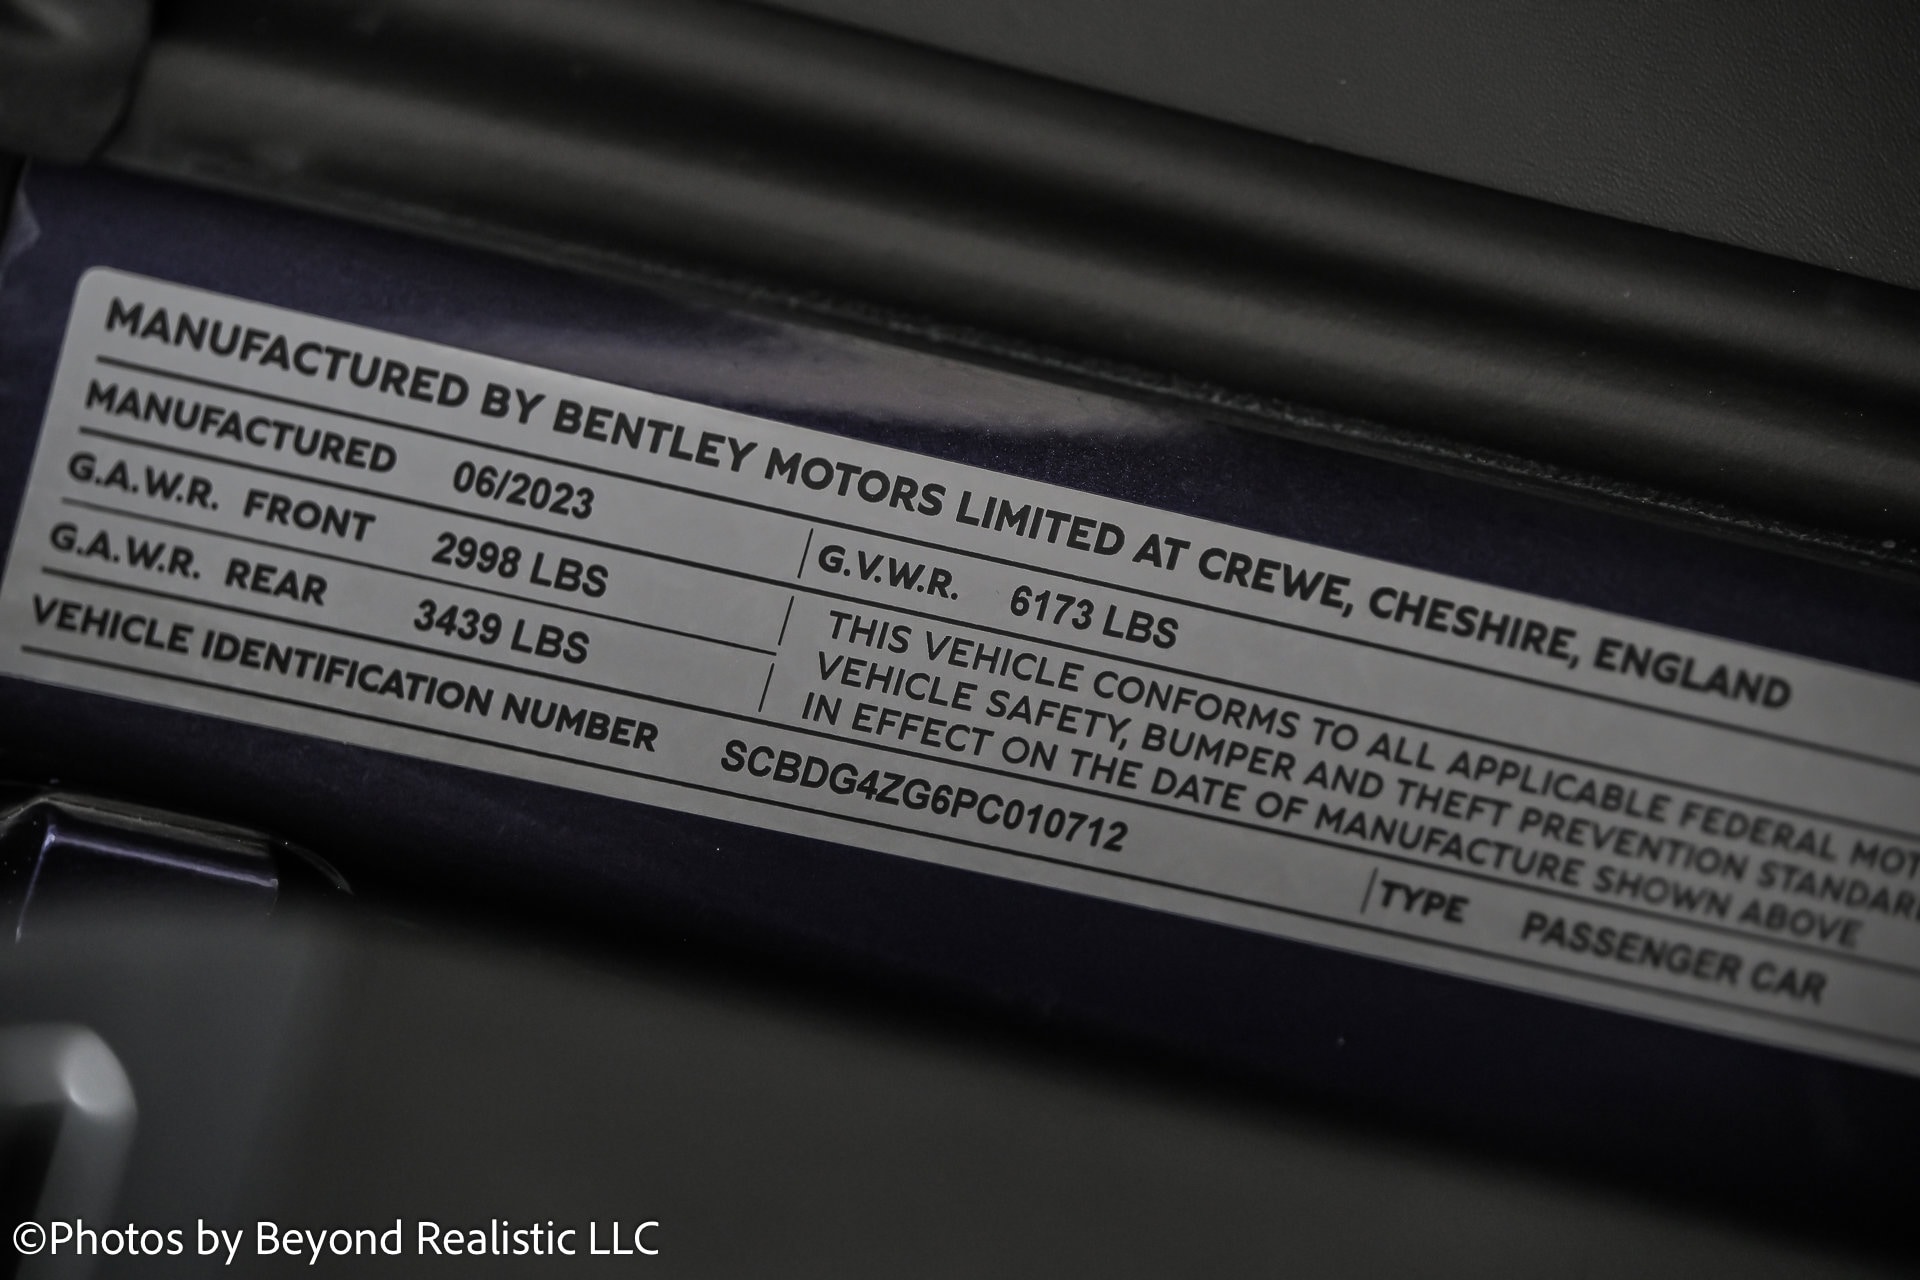 MANUFACTURED BY BENTLEY MOTORS LIMITED AT CREWE, CHESHIRE, ENGLAND
MANUFACTURED 06/2023 G.V.W.R. 6173 LBS
G.A.W.R. FRONT 2998 LBS
G.A.W.R. REAR 3439 LBS
THIS VEHICLE CONFORMS TO ALL APPLICABLE FEDERAL MOT
VEHICLE SAFETY, BUMPER AND THEFT PREVENTION STANDAR
IN EFFECT ON THE DATE OF MANUFACTURE SHOWN ABOVE
VEHICLE IDENTIFICATION NUMBER SCBDG4ZG6PC010712 TYPE PASSENGER CAR
©Photos by Beyond Realistic LLC